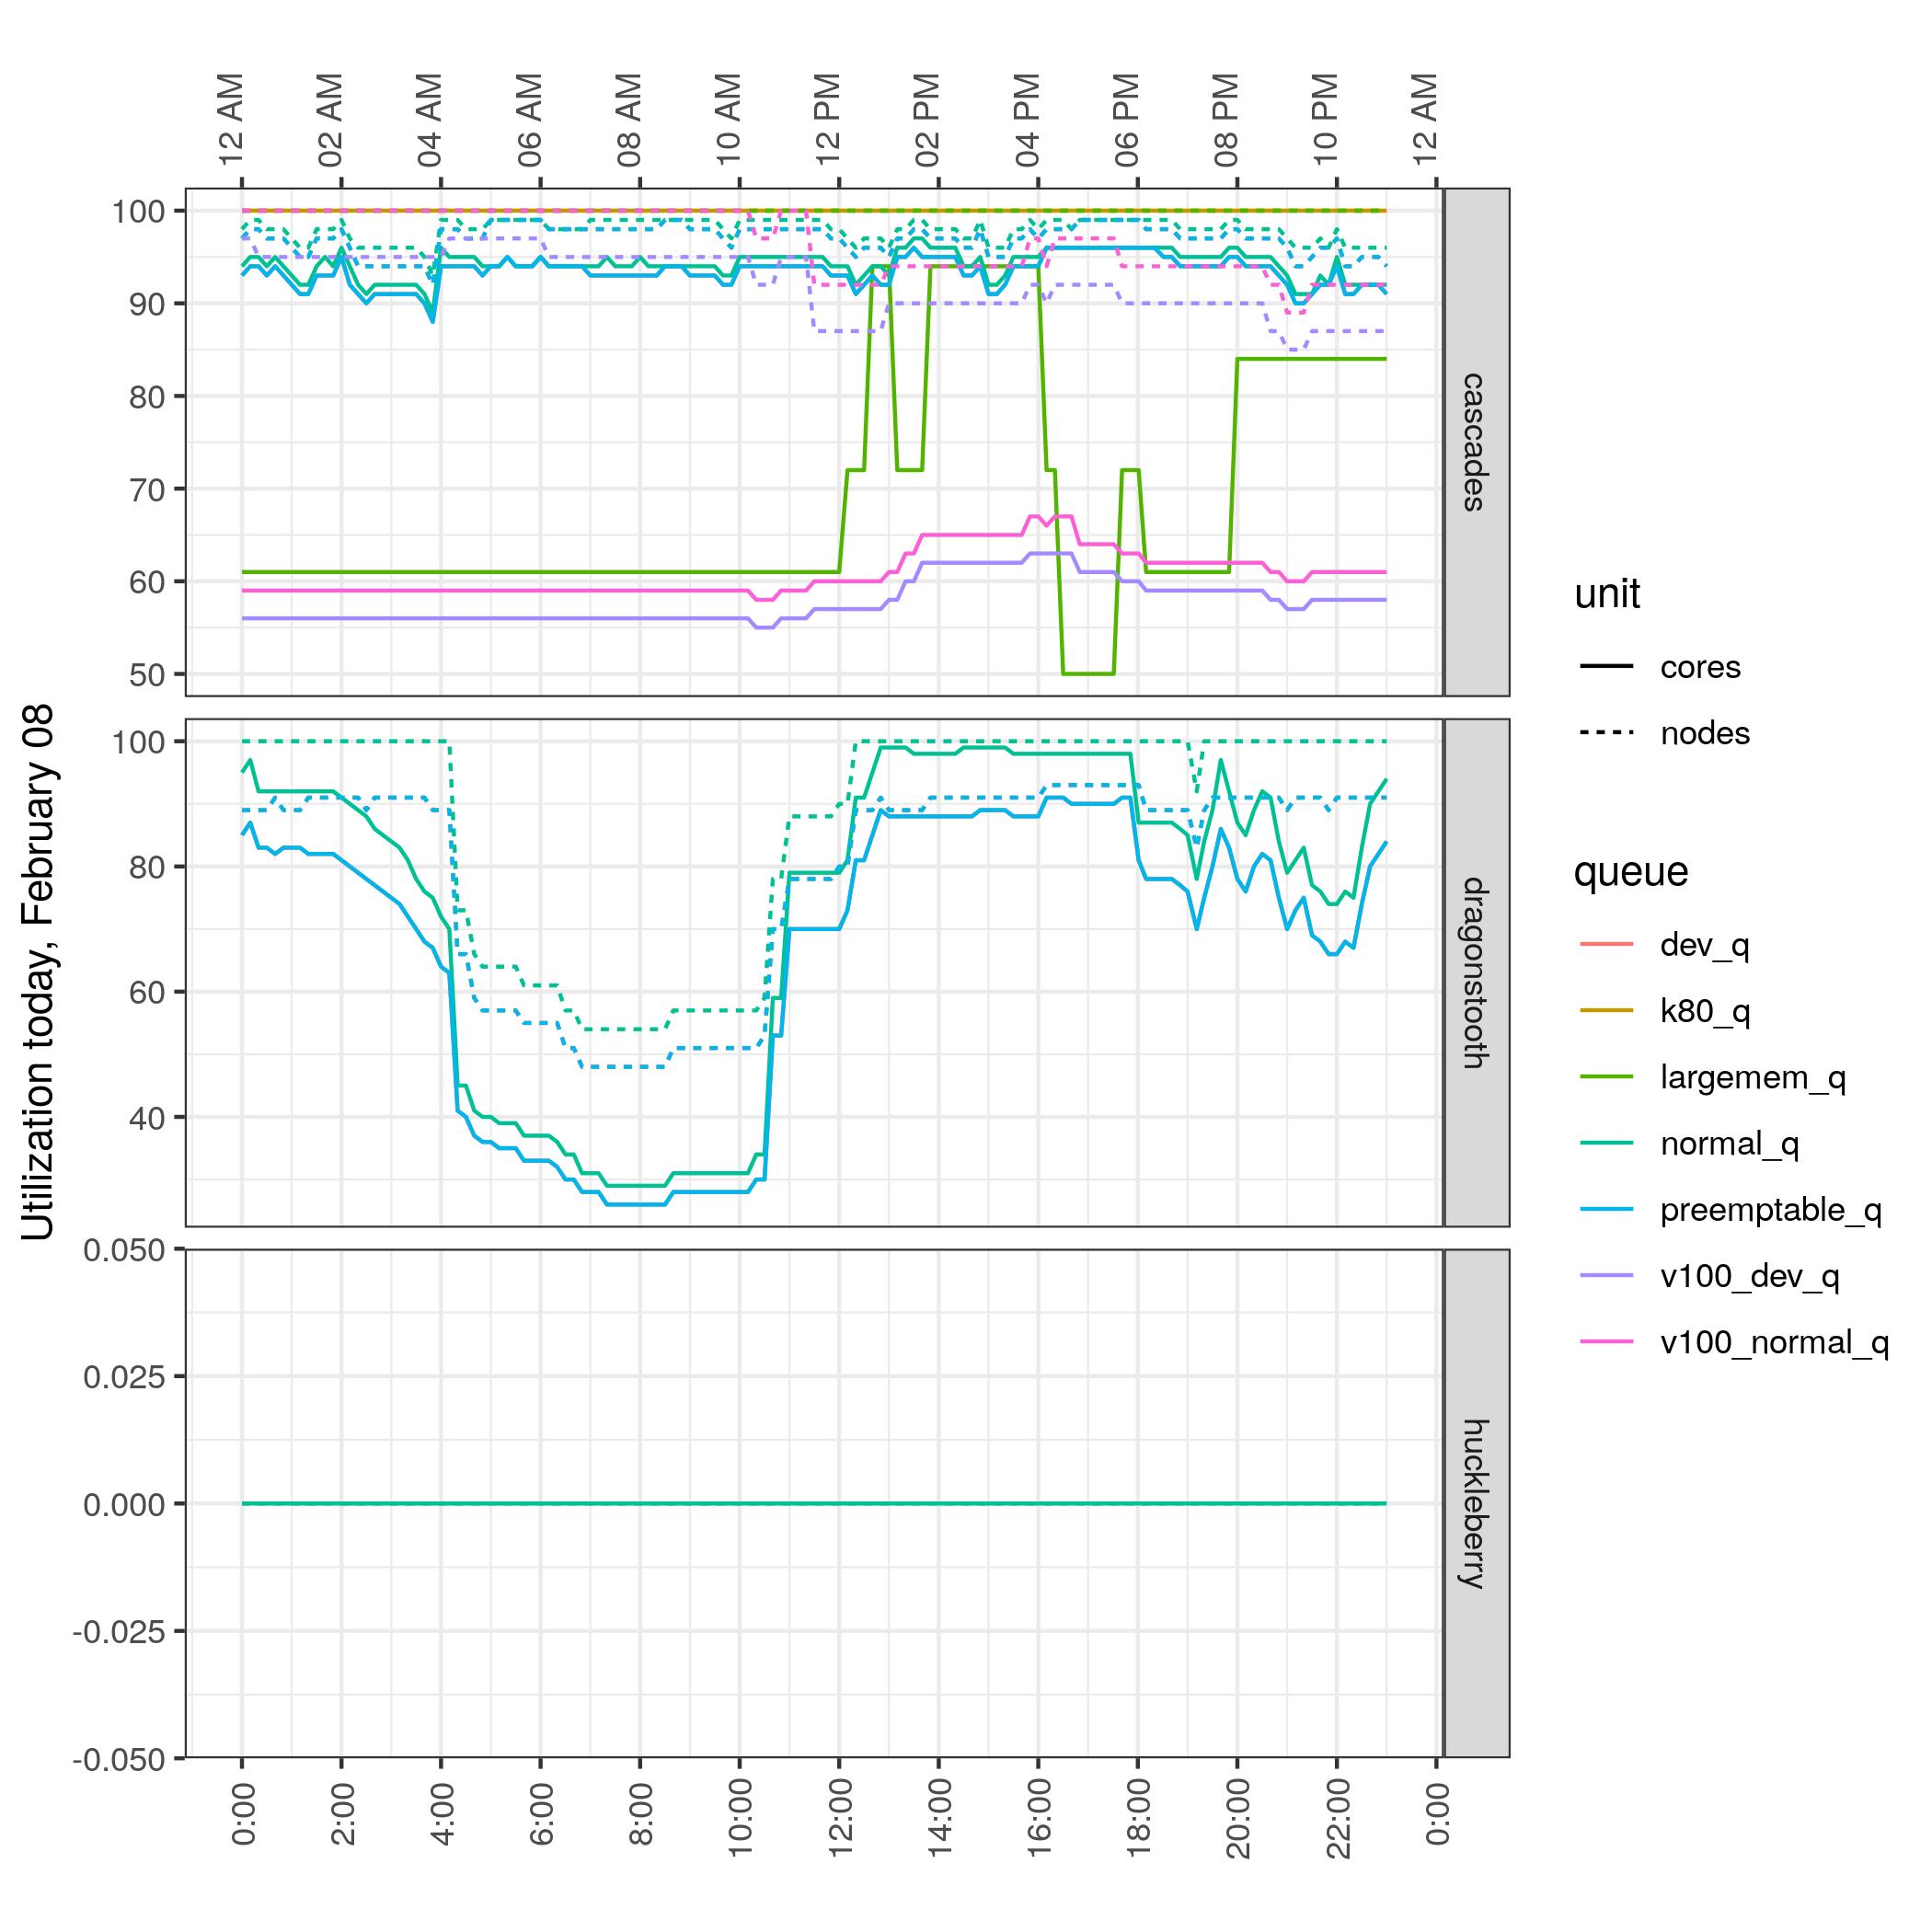 12 AM
02 AM
04 AM
06 AM
08 AM
10 AM
12 PM
02 PM
04 PM
06 PM
08 PM
10 PM
12 AM
Utilization today, February 08
100
90
80
70
60
50
cascades
100
80
60
40
dragonstooth
0.050
0.025
0.000
-0.025
-0.050
huckleberry
0:00
2:00
4:00
6:00
8:00
10:00
12:00
14:00
16:00
18:00
20:00
22:00
0:00
unit
cores
nodes
queue
dev_q
k80_q
largemem_q
normal_q
preemptable_q
v100_dev_q
v100_normal_q